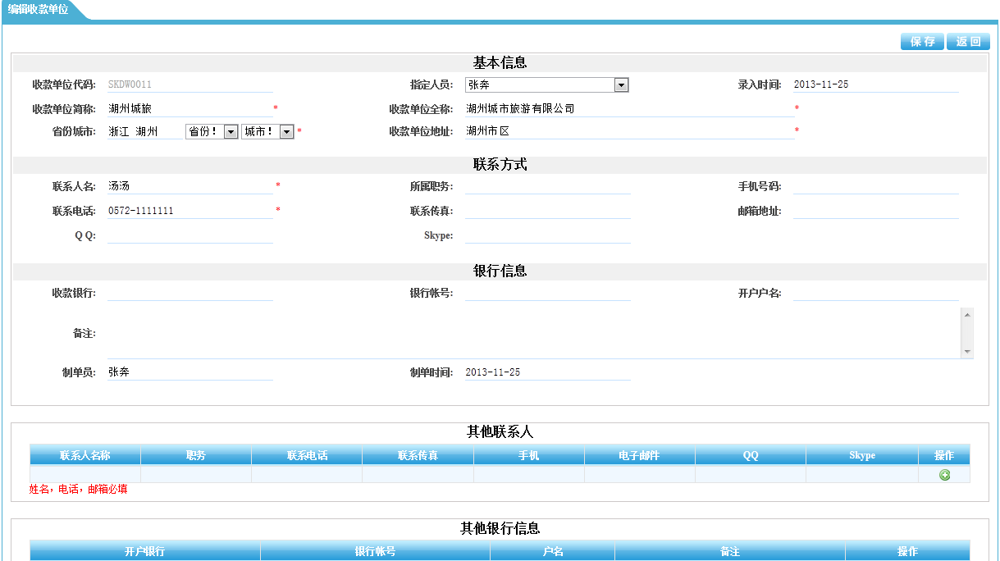 编辑收款单位
保存 返回
基本信息
收款单位代码: SKDW0011 指定人员: 张奔 录入时间: 2013-11-25
收款单位简称: 湖州城旅 * 收款单位全称: 湖州城市旅游有限公司 *
省份城市: 浙江 湖州 省份! 城市! * 收款单位地址: 湖州市区 *
联系方式
联系人名: 汤汤 * 所属职务: 手机号码:
联系电话: 0572-1111111 * 联系传真: 邮箱地址:
Q Q: Skype:
银行信息
收款银行: 银行帐号: 开户户名:
备注:
制单员: 张奔 制单时间: 2013-11-25
其他联系人
联系人名称 职务 联系电话 联系传真 手机 电子邮件 QQ Skype 操作
姓名，电话，邮箱必填
其他银行信息
开户银行 银行帐号 户名 备注 操作